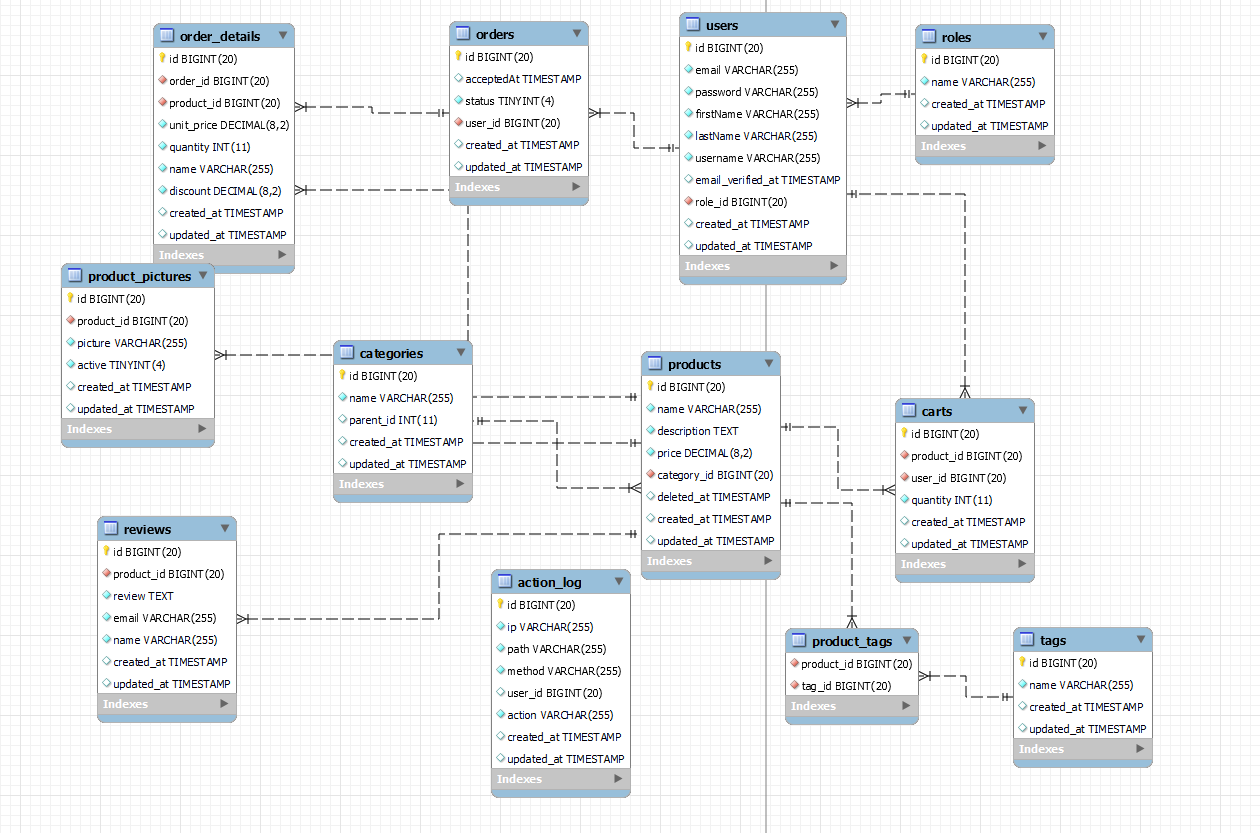 order_details
id BIGINT(20)
order_id BIGINT(20)
product_id BIGINT(20)
unit_price DECIMAL(8,2)
quantity INT(11)
name VARCHAR(255)
discount DECIMAL(8,2)
created_at TIMESTAMP
updated_at TIMESTAMP
Indexes
orders
id BIGINT(20)
acceptedAt TIMESTAMP
status TINYINT(4)
user_id BIGINT(20)
created_at TIMESTAMP
updated_at TIMESTAMP
Indexes
users
id BIGINT(20)
email VARCHAR(255)
password VARCHAR(255)
firstName VARCHAR(255)
lastName VARCHAR(255)
username VARCHAR(255)
email_verified_at TIMESTAMP
role_id BIGINT(20)
created_at TIMESTAMP
updated_at TIMESTAMP
Indexes
roles
id BIGINT(20)
name VARCHAR(255)
created_at TIMESTAMP
updated_at TIMESTAMP
Indexes
product_pictures
id BIGINT(20)
product_id BIGINT(20)
picture VARCHAR(255)
active TINYINT(4)
created_at TIMESTAMP
updated_at TIMESTAMP
Indexes
categories
id BIGINT(20)
name VARCHAR(255)
parent_id INT(11)
created_at TIMESTAMP
updated_at TIMESTAMP
Indexes
products
id BIGINT(20)
name VARCHAR(255)
description TEXT
price DECIMAL(8,2)
category_id BIGINT(20)
deleted_at TIMESTAMP
created_at TIMESTAMP
updated_at TIMESTAMP
Indexes
carts
id BIGINT(20)
product_id BIGINT(20)
user_id BIGINT(20)
quantity INT(11)
created_at TIMESTAMP
updated_at TIMESTAMP
Indexes
reviews
id BIGINT(20)
product_id BIGINT(20)
review TEXT
email VARCHAR(255)
name VARCHAR(255)
created_at TIMESTAMP
updated_at TIMESTAMP
Indexes
action_log
id BIGINT(20)
ip VARCHAR(255)
path VARCHAR(255)
method VARCHAR(255)
user_id BIGINT(20)
action VARCHAR(255)
created_at TIMESTAMP
updated_at TIMESTAMP
Indexes
product_tags
product_id BIGINT(20)
tag_id BIGINT(20)
Indexes
tags
id BIGINT(20)
name VARCHAR(255)
created_at TIMESTAMP
updated_at TIMESTAMP
Indexes